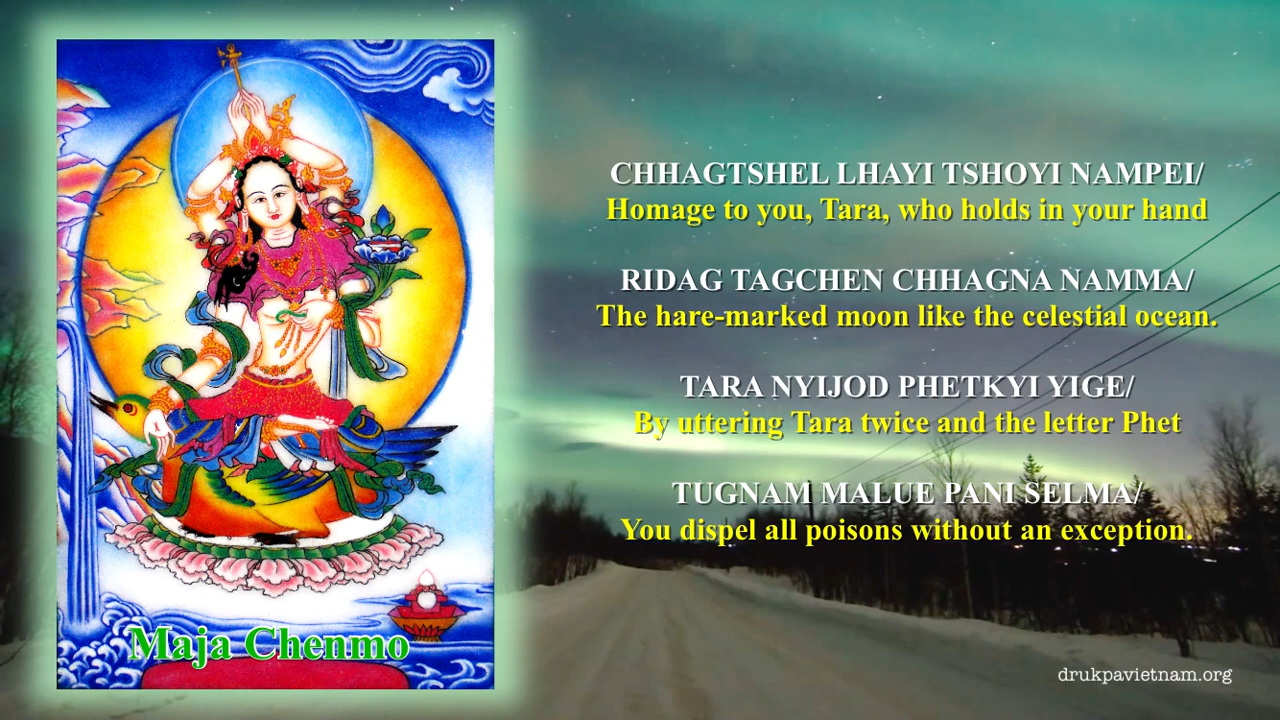 CHHAGTSHEL LHAYI TSHOYI NAMPEI/
Homage to you, Tara, who holds in your hand
RIDAG TAGCHEN CHHAGNA NAMMA/
The hare-marked moon like the celestial ocean.
TARA NYIJOD PHETKYI YIGE/
By uttering Tara twice and the letter Phet
TUGNAM MALUE PANI SELMA/
You dispel all poisons without an exception.
Maja Chenmo
drukpavietnam.org